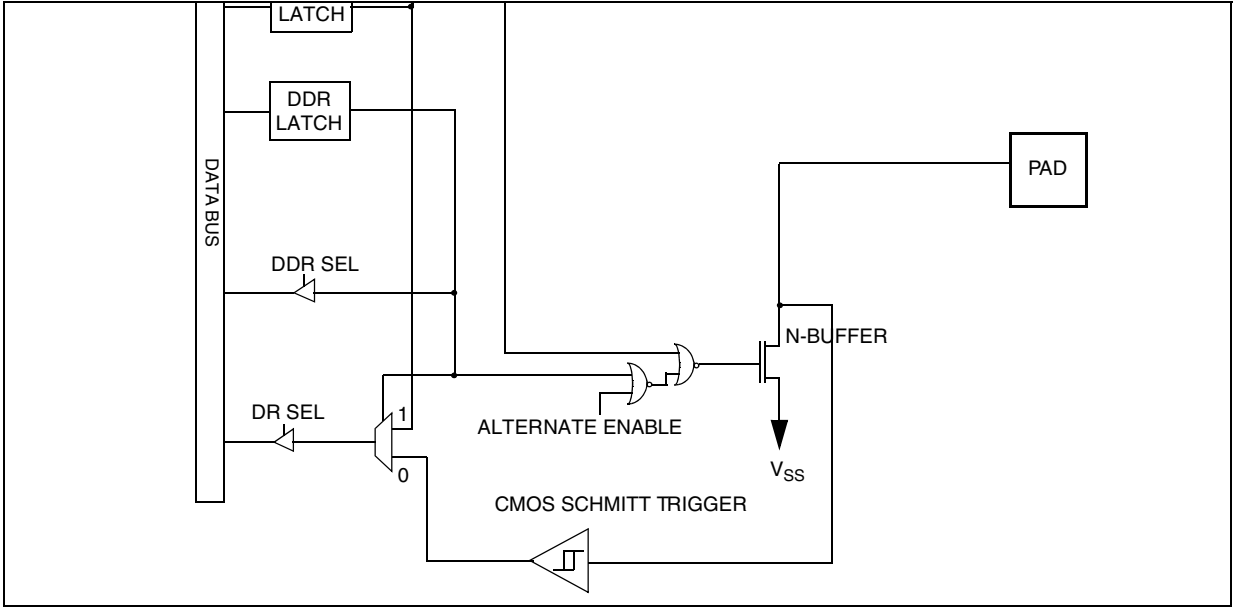 LATCH
DDR
LATCH
DATA BUS
PAD
DDR SEL
N-BUFFER
DR SEL
1
ALTERNATE ENABLE
0
VSS
CMOS SCHMITT TRIGGER